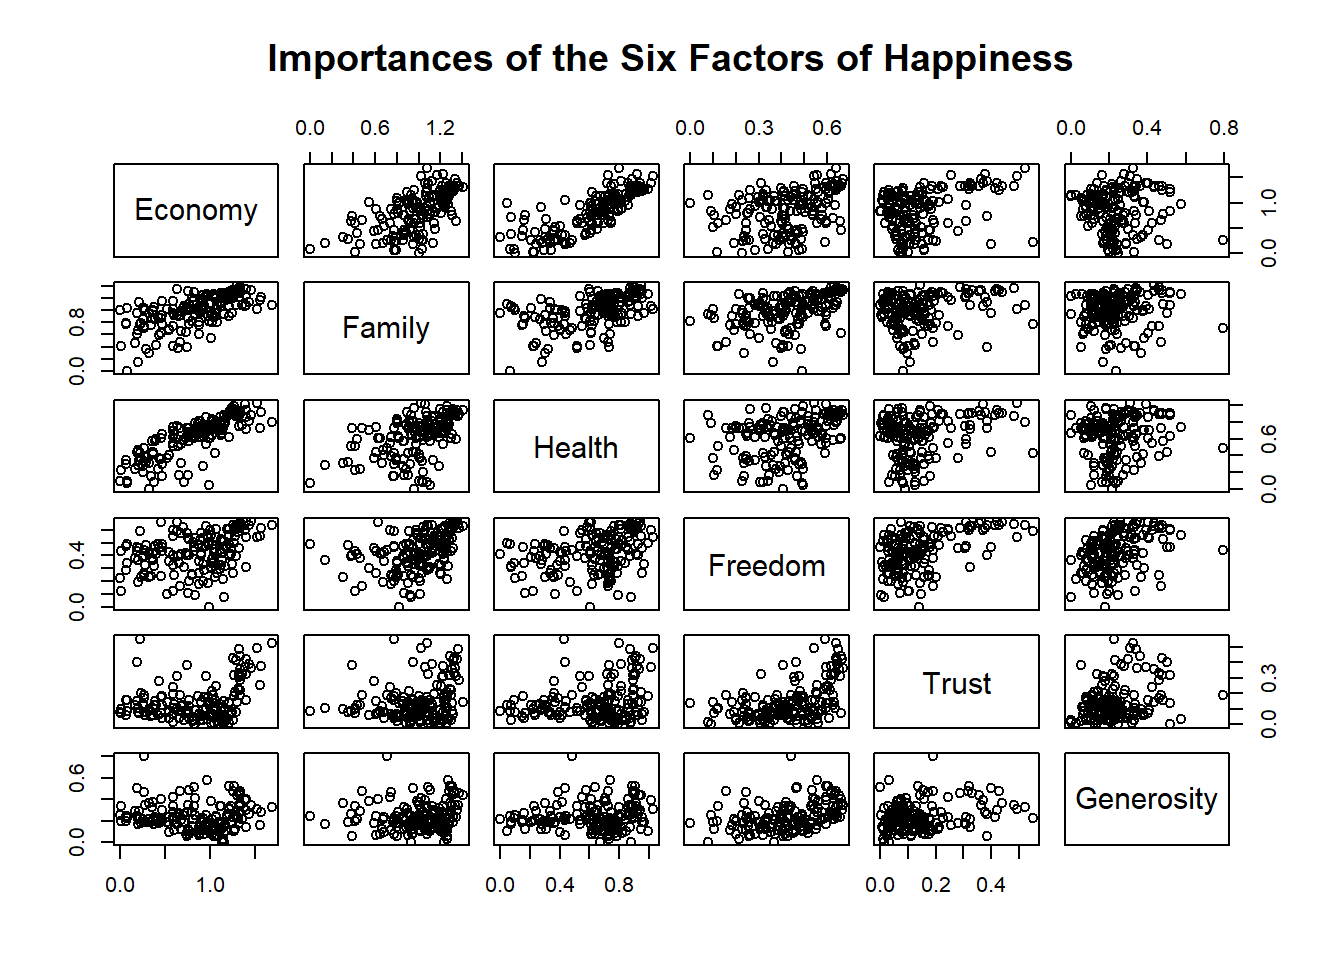 Importances of the Six Factors of Happiness
0.0 0.6 1.2 0.0 0.3 0.6 0.0 0.4 0.8
Economy
0.0 1.0
Family
0.0 0.8
Health
0.0 0.6
Freedom
0.0 0.4
Trust
0.0 0.3
Generosity
0.0 0.6
0.0 1.0 0.0 0.4 0.8 0.0 0.2 0.4